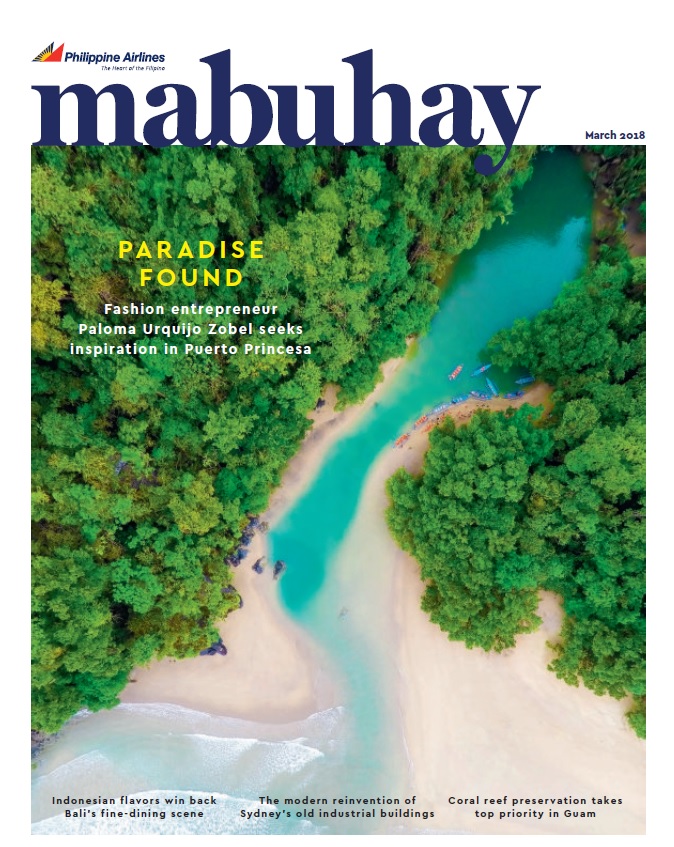 Philippine Airlines
The Heart of the Filipino
mabuhay
March 2018
PARADISE
FOUND
Fashion entrepreneur
Paloma Urquijo Zobel seeks
inspiration in Puerto Princesa
Indonesian flavors win back
Bali's fine-dining scene
The modern reinvention of
Sydney's old industrial buildings
Coral reef preservation takes
top priority in Guam